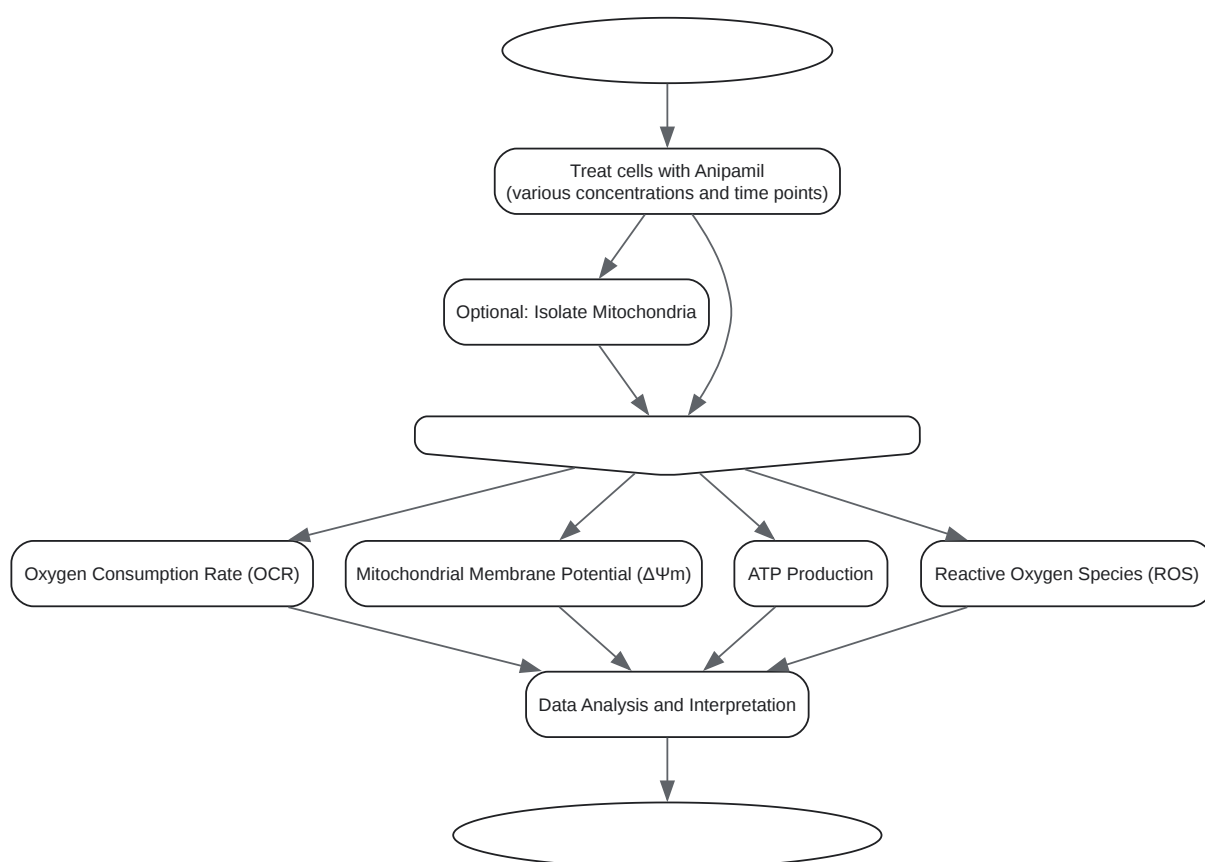 Treat cells with Anipamil
(various concentrations and time points)
Optional: Isolate Mitochondria
Oxygen Consumption Rate (OCR)
Mitochondrial Membrane Potential (ΔΨm)
ATP Production
Reactive Oxygen Species (ROS)
Data Analysis and Interpretation